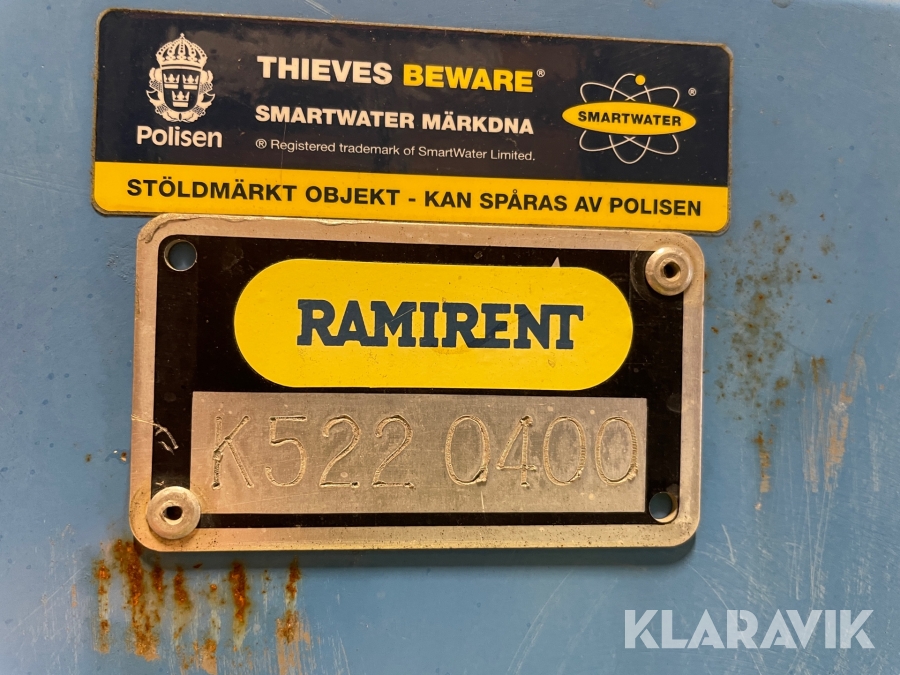 THIEVES BEWARE®
SMARTWATER MÄRKDNA
® Registered trademark of SmartWater Limited.
Polisen
SMARTWATER ®
STÖLDMÄRKT OBJEKT - KAN SPÅRAS AV POLISEN
RAMIRENT
K522 0400
KLARAVIK